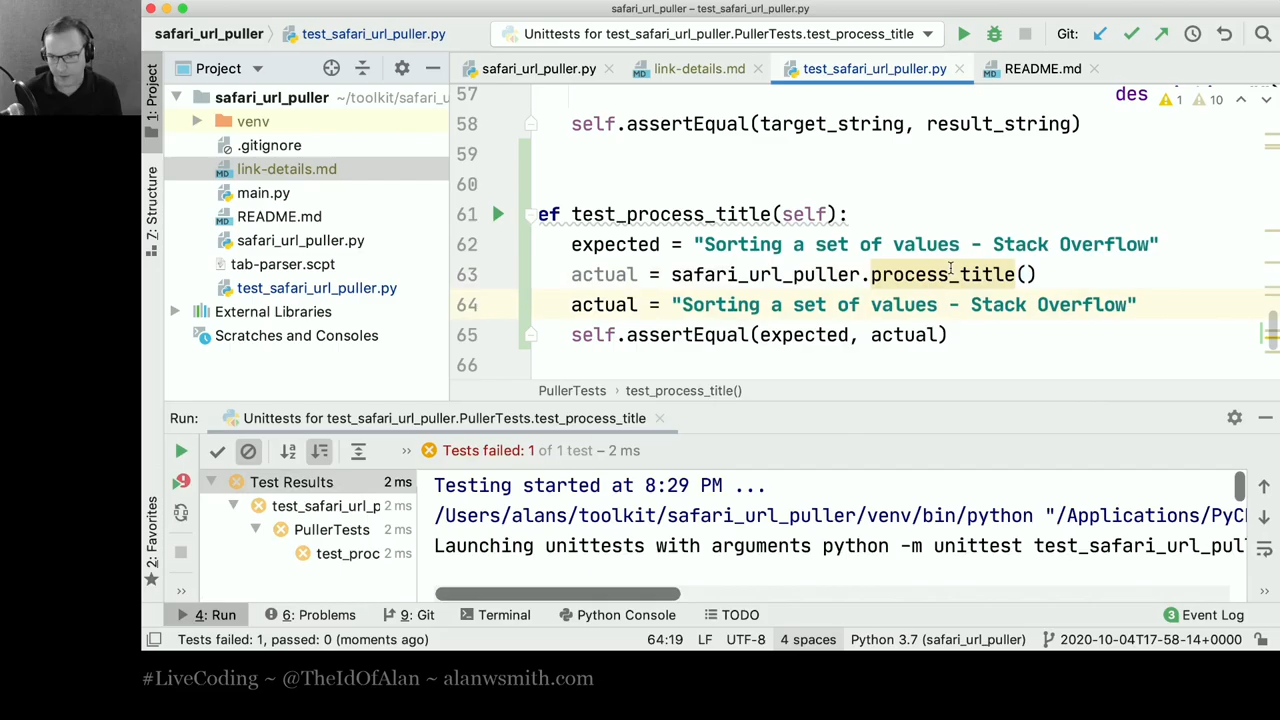 safari_url_puller – test_safari_url_puller.py
safari_url_puller
test_safari_url_puller.py
Unittests for test_safari_url_puller.PullerTests.test_process_title
Git:
Project
safari_url_puller.py
link-details.md
test_safari_url_puller.py
README.md
1: Project
Z: Structure
2: Favorites
safari_url_puller ~/toolkit/safari_u
venv
.gitignore
link-details.md
main.py
README.md
safari_url_puller.py
tab-parser.scpt
test_safari_url_puller.py
External Libraries
Scratches and Consoles
57
58 self.assertEqual(target_string, result_string)
1 10
59
60
61 ef test_process_title(self):
62 expected = "Sorting a set of values - Stack Overflow"
63 actual = safari_url_puller.process_title()
64 actual = "Sorting a set of values - Stack Overflow"
65 self.assertEqual(expected, actual)
66
PullerTests › test_process_title()
Run: Unittests for test_safari_url_puller.PullerTests.test_process_title
Tests failed: 1 of 1 test – 2 ms
Test Results 2 ms
test_safari_url_p 2 ms
PullerTests 2 ms
test_proc 2 ms
Testing started at 8:29 PM ...
/Users/alans/toolkit/safari_url_puller/venv/bin/python "/Applications/PyC
Launching unittests with arguments python -m unittest test_safari_url_pul
4: Run 6: Problems 9: Git Terminal Python Console TODO 3 Event Log
Tests failed: 1, passed: 0 (moments ago) 64:19 LF UTF-8 4 spaces Python 3.7 (safari_url_puller) 2020-10-04T17-58-14+0000
#LiveCoding ~ @TheIdOfAlan ~ alanwsmith.com